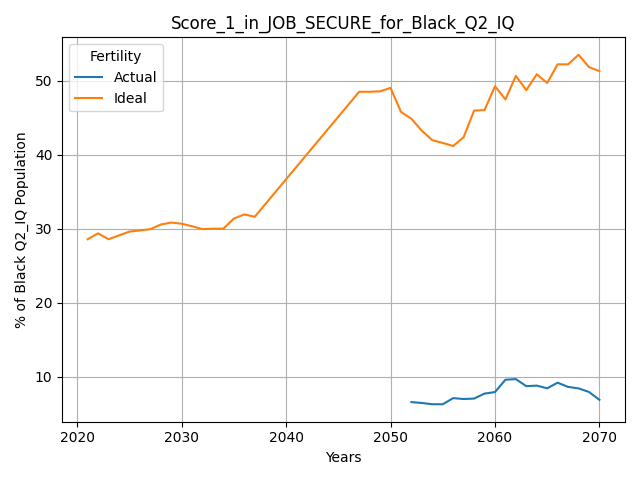 Score_1_in_JOB_SECURE_for_Black_Q2_IQ
Fertility
Actual
Ideal
% of Black Q2_IQ Population
50
40
30
20
10
2020 2030 2040 2050 2060 2070
Years